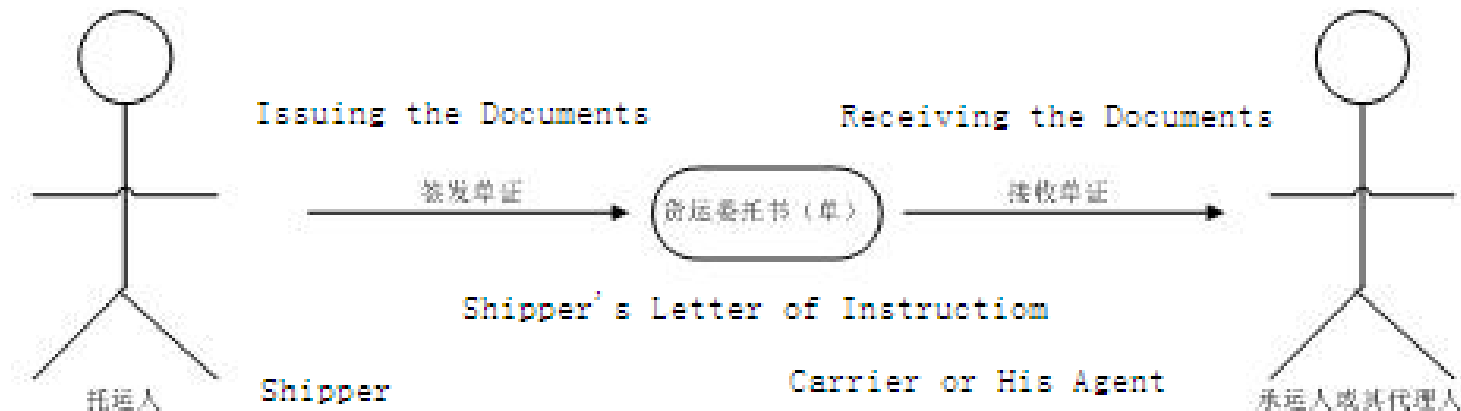 Issuing the Documents
Receiving the Documents
签发单证
货运委托书（单）
接收单证
Shipper's Letter of Instructiom
托运人
Shipper
Carrier or His Agent
承运人或其代理人